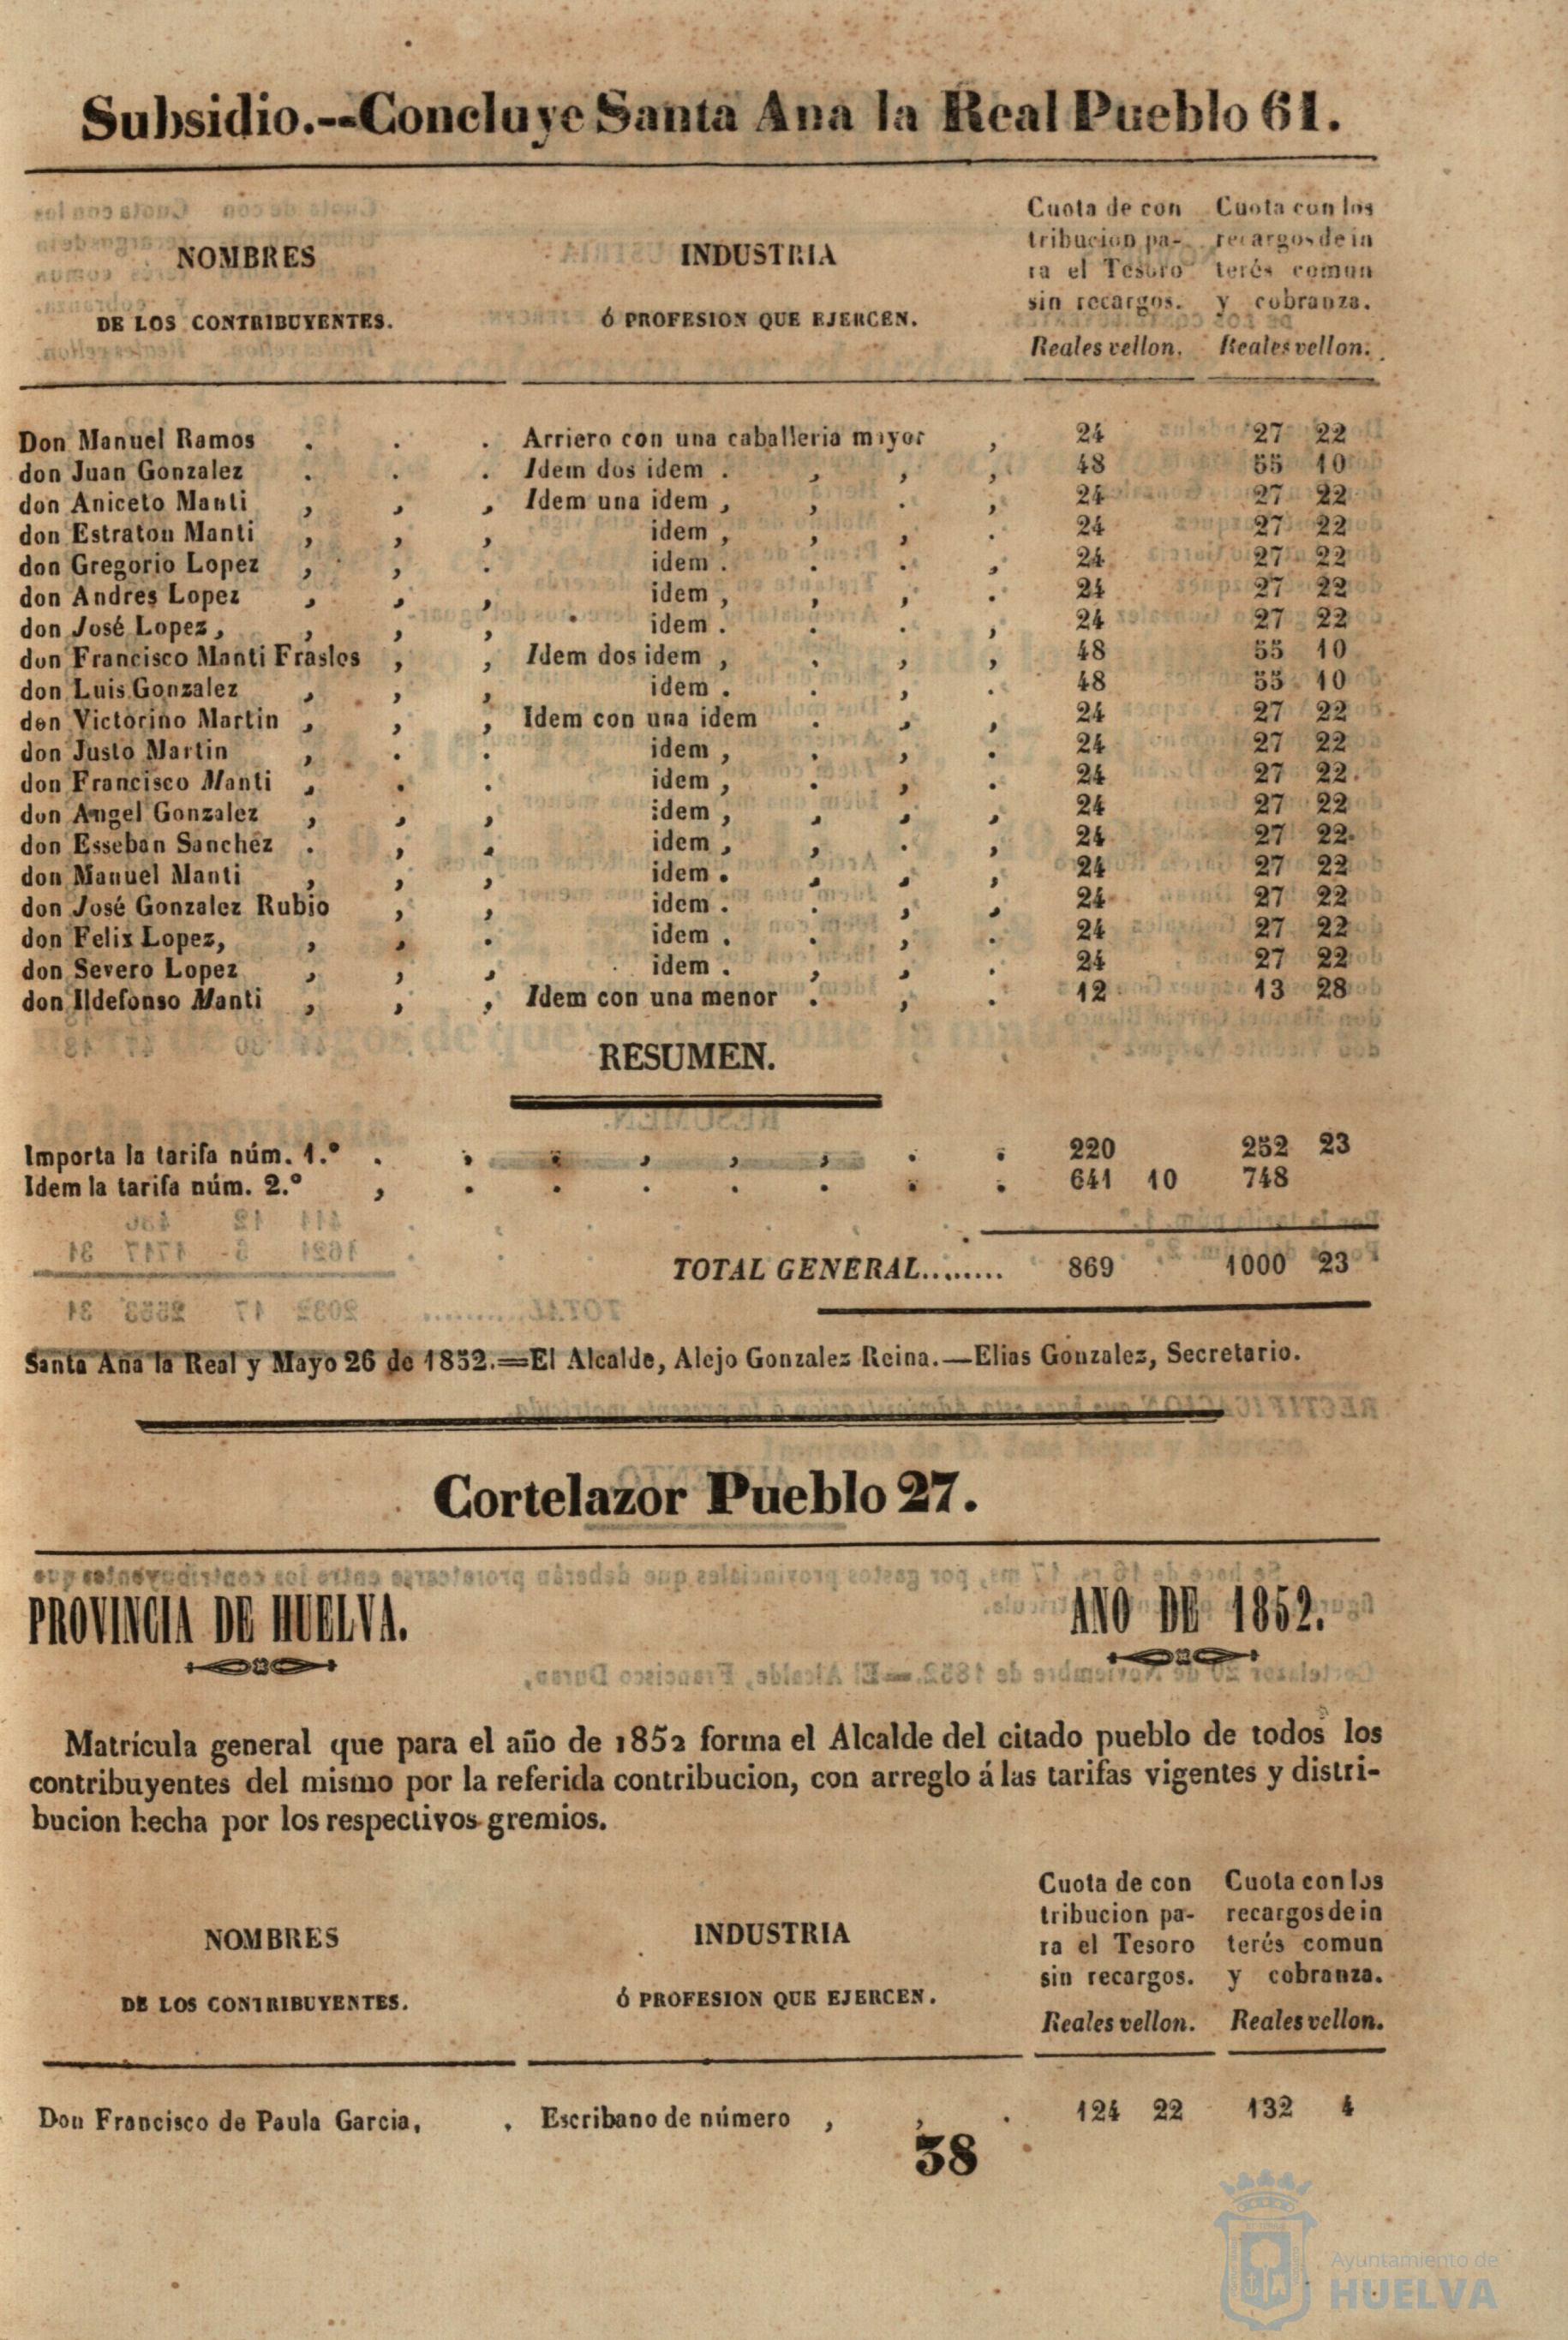 Subsidio.--Concluye Santa Ana la Real Pueblo 61.
NOMBRES
DE LOS CONTRIBUYENTES.
INDUSTRIA
Ó PROFESION QUE EJERCEN.
Cuota de con
tribucion pa-
ra el Tesoro
sin recargos.
Reales vellon.
Cuota con los
recargos de in
terés comun
y cobranza.
Reales vellon.
Don Manuel Ramos . . . Arriero con una caballeria mayor , 24 27 22
don Juan Gonzalez . . . Idem dos idem . , , , 48 55 10
don Aniceto Manti , , , Idem una idem , , . , 24 27 22
don Estraton Manti , , , idem , , , . 24 27 22
don Gregorio Lopez , , . idem . . . , 24 27 22
don Andres Lopez , , , idem , , , . 24 27 22
don José Lopez, , , , idem . . . , 24 27 22
don Francisco Manti Frasles , , Idem dos idem , . , , 48 55 10
don Luis Gonzalez , , , idem . . , . 48 55 10
don Victorino Martin , , , Idem con una idem . , , 24 27 22
don Justo Martin , . . idem , . , . 24 27 22
don Francisco Manti , . . idem , . , . 24 27 22
don Angel Gonzalez , , , idem , , , , 24 27 22
don Esseban Sanchez . , , idem , , . , 24 27 22
don Manuel Manti , , , idem . , , , 24 27 22
don José Gonzalez Rubio , , idem . . , , 24 27 22
don Felix Lopez, , , . idem . . , . 24 27 22
don Severo Lopez , , , idem . , , . 24 27 22
don Ildefonso Manti , , , Idem con una menor . , . 12 13 28
RESUMEN.
Importa la tarifa núm. 1.º . , . , , , . . 220 252 23
Idem la tarifa núm. 2.º , . . . . . . . 641 10 748
TOTAL GENERAL......... 869 1000 23
Santa Ana la Real y Mayo 26 de 1852.=El Alcalde, Alejo Gonzalez Reina.—Elias Gonzalez, Secretario.
Cortelazor Pueblo 27.
PROVINCIA DE HUELVA.
AÑO DE 1852.
Matricula general que para el año de 1852 forma el Alcalde del citado pueblo de todos los
contribuyentes del mismo por la referida contribucion, con arreglo á las tarifas vigentes y distri-
bucion hecha por los respectivos gremios.
NOMBRES
DE LOS CONTRIBUYENTES.
INDUSTRIA
Ó PROFESION QUE EJERCEN.
Cuota de con
tribucion pa-
ra el Tesoro
sin recargos.
Reales vellon.
Cuota con los
recargos de in
terés comun
y cobranza.
Reales vellon.
Don Francisco de Paula Garcia, . Escribano de número , , . 124 22 132 4
38
Ayuntamiento de
HUELVA